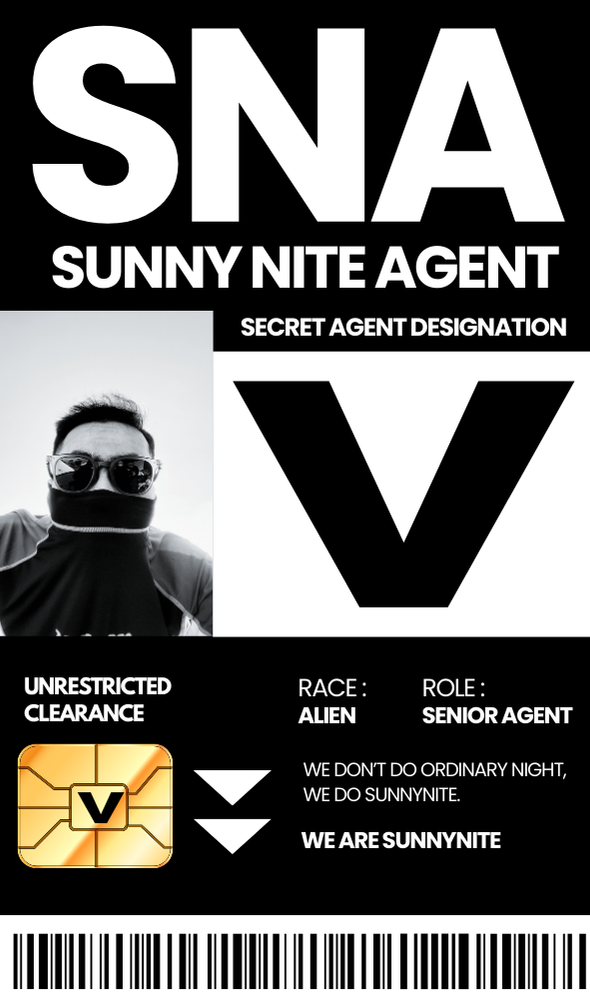 SNA
SUNNY NITE AGENT
SECRET AGENT DESIGNATION
V
UNRESTRICTED
CLEARANCE
RACE :
ALIEN
ROLE :
SENIOR AGENT
V
WE DON'T DO ORDINARY NIGHT,
WE DO SUNNYNITE.
WE ARE SUNNYNITE